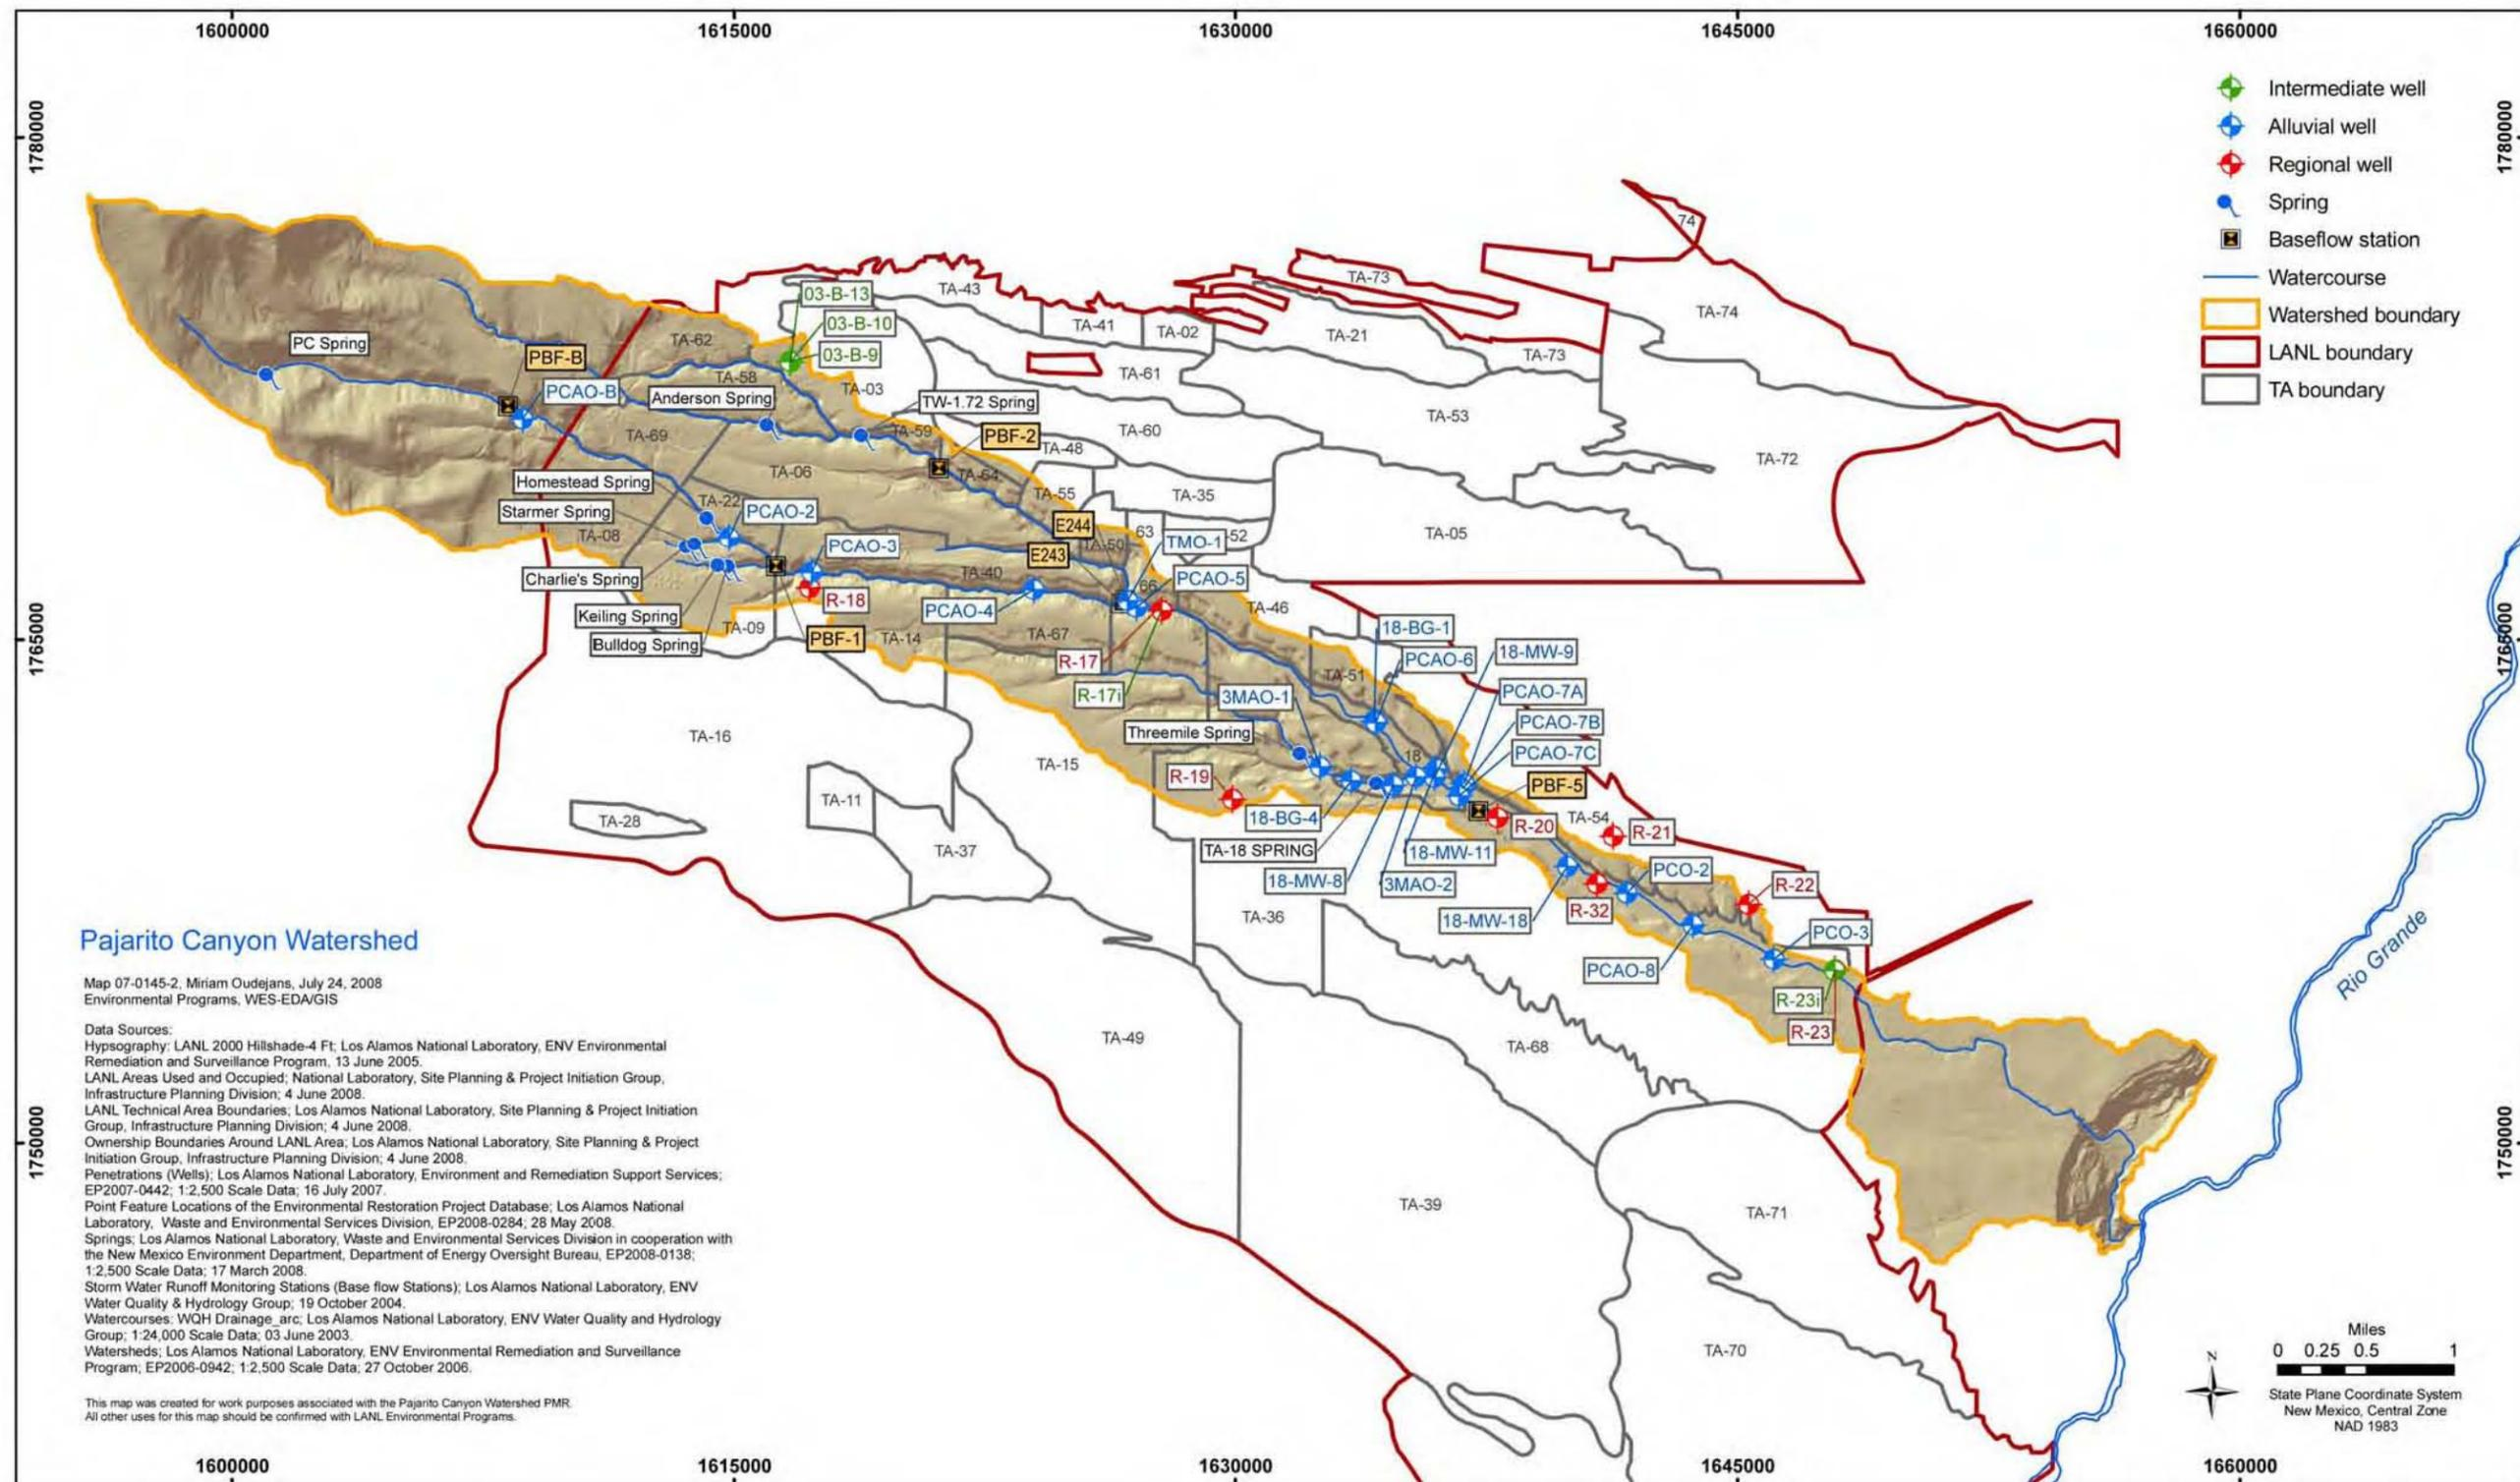 1600000
1615000
1630000
1645000
1660000
1780000
1780000
1765000
1765000
1750000
1750000
Intermediate well
Alluvial well
Regional well
Spring
Baseflow station
Watercourse
Watershed boundary
LANL boundary
TA boundary
74
TA-73
TA-74
TA-43
03-B-13
03-B-10
03-B-9
TA-41
TA-02
TA-21
TA-73
TA-62
PC Spring
PBF-B
TA-58
TA-61
PCAO-B
Anderson Spring
TA-03
TW-1.72 Spring
TA-53
TA-69
TA-59
PBF-2
TA-48
TA-60
TA-72
TA-06
TA-64
Homestead Spring
TA-22
TA-55
TA-35
Starmer Spring
PCAO-2
TA-08
E244
63
TMO-1
52
TA-05
PCAO-3
E243
TA-50
Charlie's Spring
TA-40
66
PCAO-5
R-18
PCAO-4
Keiling Spring
TA-46
TA-09
PBF-1
TA-14
TA-67
18-BG-1
Bulldog Spring
R-17
PCAO-6
18-MW-9
R-17i
TA-51
3MAO-1
PCAO-7A
PCAO-7B
TA-16
Threemile Spring
PCAO-7C
18
TA-15
R-19
PBF-5
TA-11
TA-28
18-BG-4
TA-54
R-20
R-21
TA-37
TA-18 SPRING
18-MW-11
18-MW-8
3MAO-2
PCO-2
R-22
TA-36
18-MW-18
R-32
PCO-3
PCAO-8
R-23i
R-23
TA-49
TA-68
TA-39
TA-71
TA-70
Rio Grande
Pajarito Canyon Watershed
Map 07-0145-2, Miriam Oudejans, July 24, 2008
Environmental Programs, WES-EDA/GIS
Data Sources:
Hypsography: LANL 2000 Hillshade-4 Ft; Los Alamos National Laboratory, ENV Environmental
Remediation and Surveillance Program, 13 June 2005.
LANL Areas Used and Occupied; National Laboratory, Site Planning & Project Initiation Group,
Infrastructure Planning Division; 4 June 2008.
LANL Technical Area Boundaries; Los Alamos National Laboratory, Site Planning & Project Initiation
Group, Infrastructure Planning Division; 4 June 2008.
Ownership Boundaries Around LANL Area; Los Alamos National Laboratory, Site Planning & Project
Initiation Group, Infrastructure Planning Division; 4 June 2008.
Penetrations (Wells); Los Alamos National Laboratory, Environment and Remediation Support Services;
EP2007-0442; 1:2,500 Scale Data; 16 July 2007.
Point Feature Locations of the Environmental Restoration Project Database; Los Alamos National
Laboratory, Waste and Environmental Services Division, EP2008-0284; 28 May 2008.
Springs; Los Alamos National Laboratory, Waste and Environmental Services Division in cooperation with
the New Mexico Environment Department, Department of Energy Oversight Bureau, EP2008-0138;
1:2,500 Scale Data; 17 March 2008.
Storm Water Runoff Monitoring Stations (Base flow Stations); Los Alamos National Laboratory, ENV
Water Quality & Hydrology Group; 19 October 2004.
Watercourses: WQH Drainage_arc; Los Alamos National Laboratory, ENV Water Quality and Hydrology
Group; 1:24,000 Scale Data; 03 June 2003.
Watersheds; Los Alamos National Laboratory, ENV Environmental Remediation and Surveillance
Program; EP2006-0942; 1:2,500 Scale Data; 27 October 2006.
This map was created for work purposes associated with the Pajarito Canyon Watershed PMR.
All other uses for this map should be confirmed with LANL Environmental Programs.
Miles
0 0.25 0.5 1
N
State Plane Coordinate System
New Mexico, Central Zone
NAD 1983
1600000
1615000
1630000
1645000
1660000